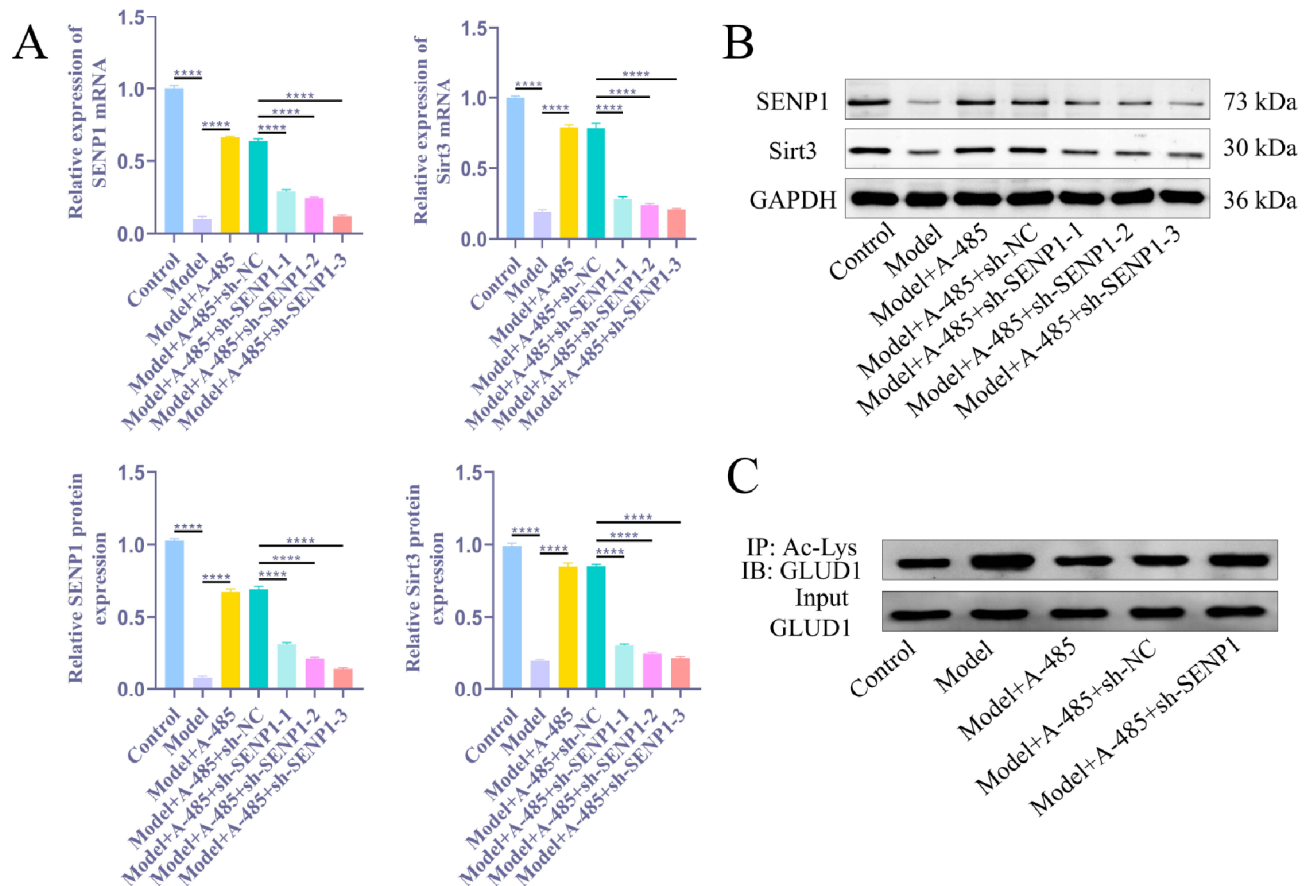 A
Relative expression of
SENP1 mRNA
1.5
1.0
0.5
0.0
****
****
****
****
****
Control
Model
Model+A-485
Model+A-485+sh-NC
Model+A-485+sh-SENP1-1
Model+A-485+sh-SENP1-2
Model+A-485+sh-SENP1-3
Relative expression of
Sirt3 mRNA
1.5
1.0
0.5
0.0
****
****
****
****
****
Control
Model
Model+A-485
Model+A-485+sh-NC
Model+A-485+sh-SENP1-1
Model+A-485+sh-SENP1-2
Model+A-485+sh-SENP1-3
Relative SENP1 protein
expression
1.5
1.0
0.5
0.0
****
****
****
****
****
Control
Model
Model+A-485
Model+A-485+sh-NC
Model+A-485+sh-SENP1-1
Model+A-485+sh-SENP1-2
Model+A-485+sh-SENP1-3
Relative Sirt3 protein
expression
1.5
1.0
0.5
0.0
****
****
****
****
****
Control
Model
Model+A-485
Model+A-485+sh-NC
Model+A-485+sh-SENP1-1
Model+A-485+sh-SENP1-2
Model+A-485+sh-SENP1-3
B
SENP1 73 kDa
Sirt3 30 kDa
GAPDH 36 kDa
Control
Model
Model+A-485
Model+A-485+sh-NC
Model+A-485+sh-SENP1-1
Model+A-485+sh-SENP1-2
Model+A-485+sh-SENP1-3
C
IP: Ac-Lys
IB: GLUD1
Input
GLUD1
Control
Model
Model+A-485
Model+A-485+sh-NC
Model+A-485+sh-SENP1